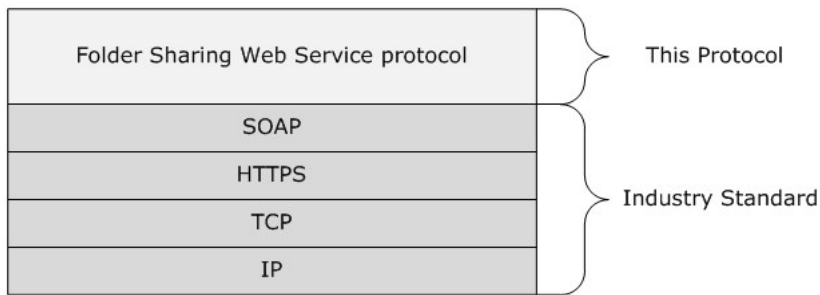 Folder Sharing Web Service protocol
This Protocol
SOAP
HTTPS
TCP
IP
Industry Standard